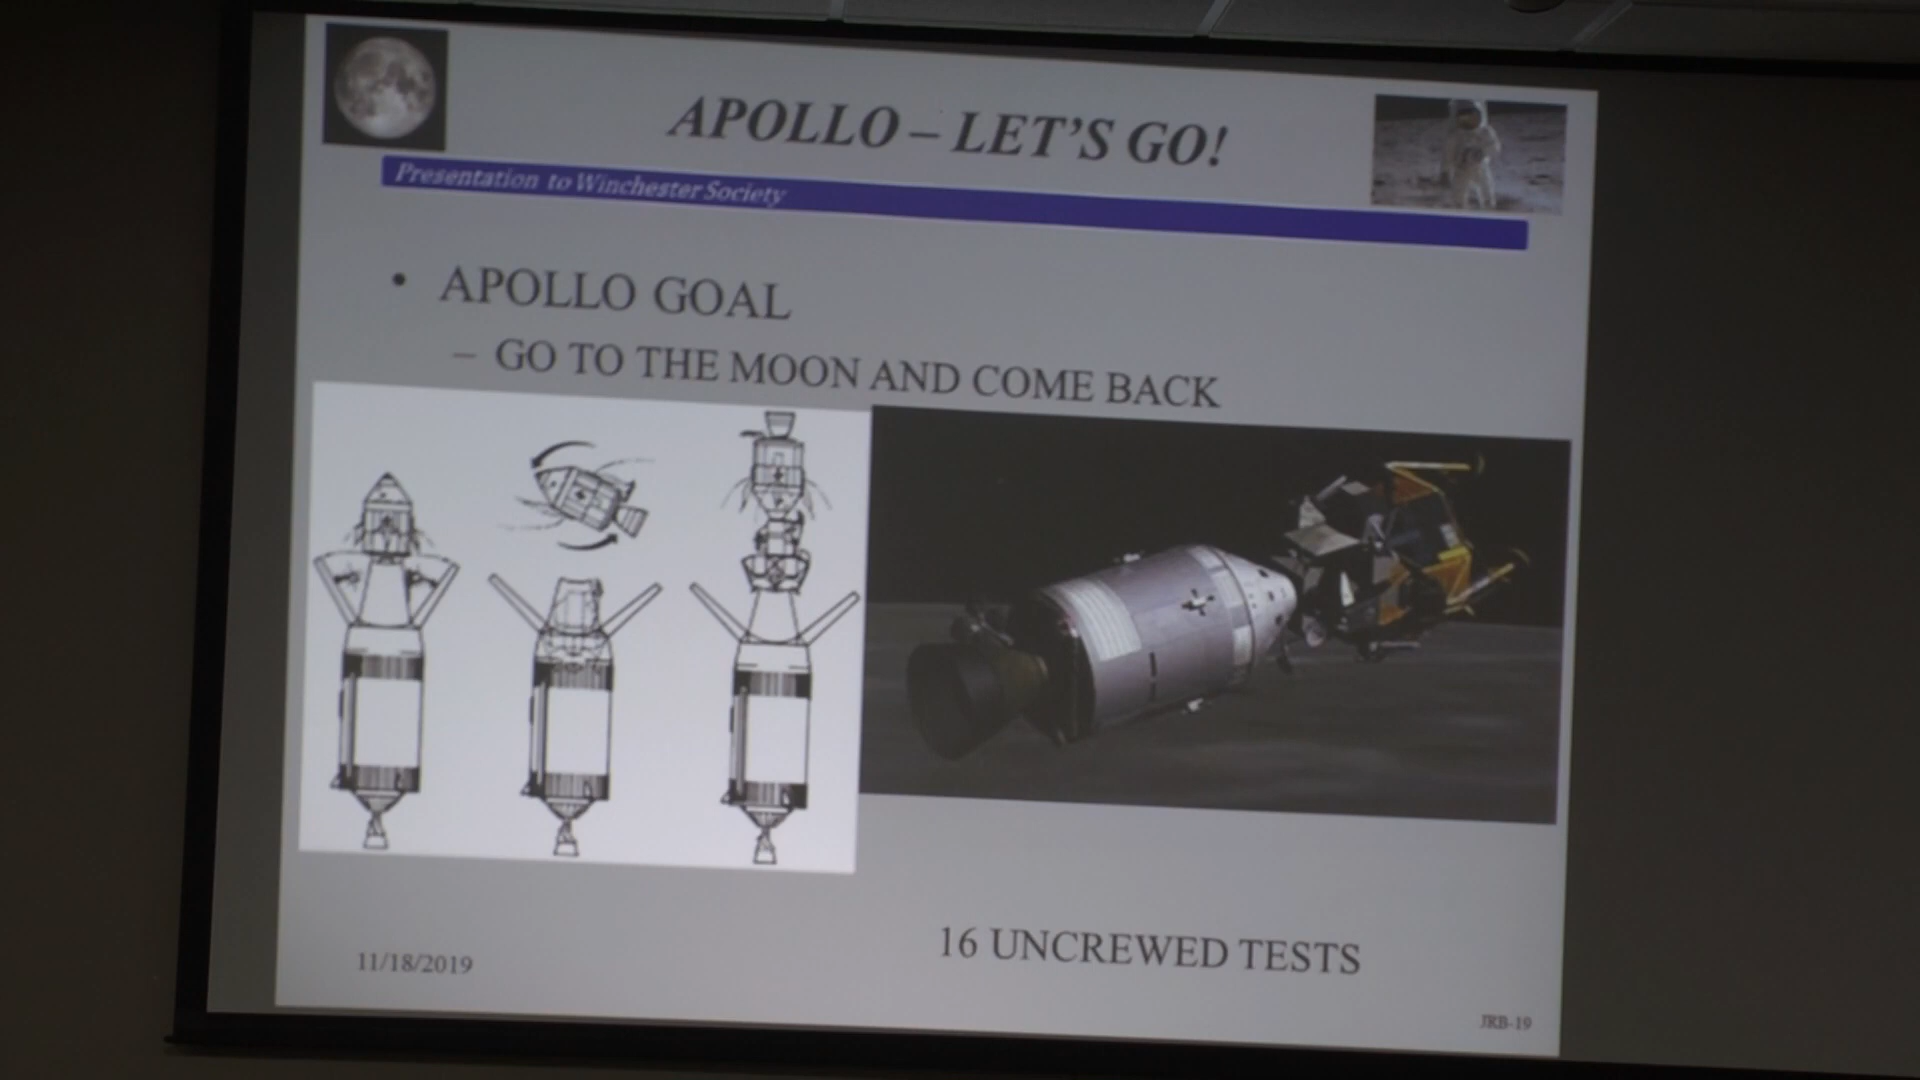 APOLLO – LET'S GO!
Presentation to Winchester Society
• APOLLO GOAL
– GO TO THE MOON AND COME BACK
16 UNCREWED TESTS
11/18/2019
JRB-19